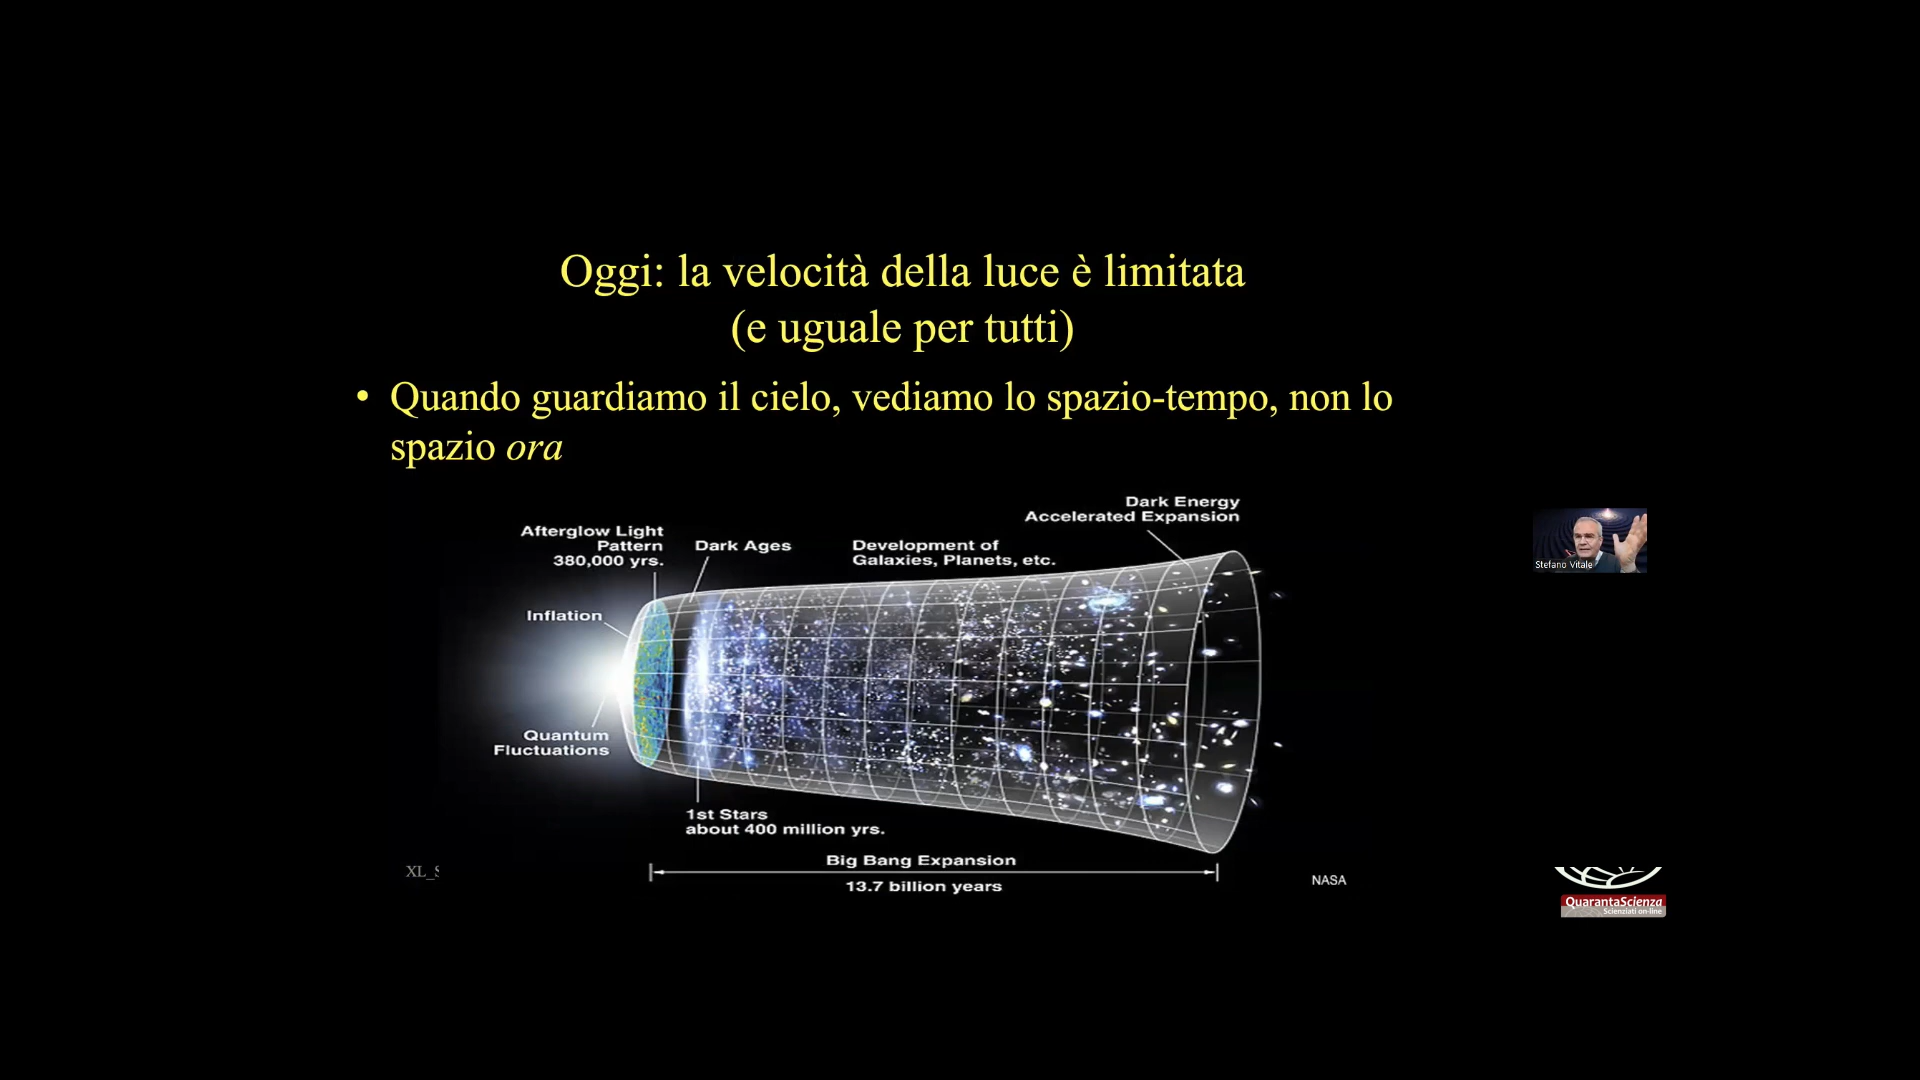 Oggi: la velocità della luce è limitata
(e uguale per tutti)
• Quando guardiamo il cielo, vediamo lo spazio-tempo, non lo
spazio ora
Dark Energy
Accelerated Expansion
Afterglow Light
Pattern
380,000 yrs.
Dark Ages
Development of
Galaxies, Planets, etc.
Inflation
Quantum
Fluctuations
1st Stars
about 400 million yrs.
Big Bang Expansion
13.7 billion years
NASA
Stefano Vitale
QuarantaScienza
Scienziati on-line